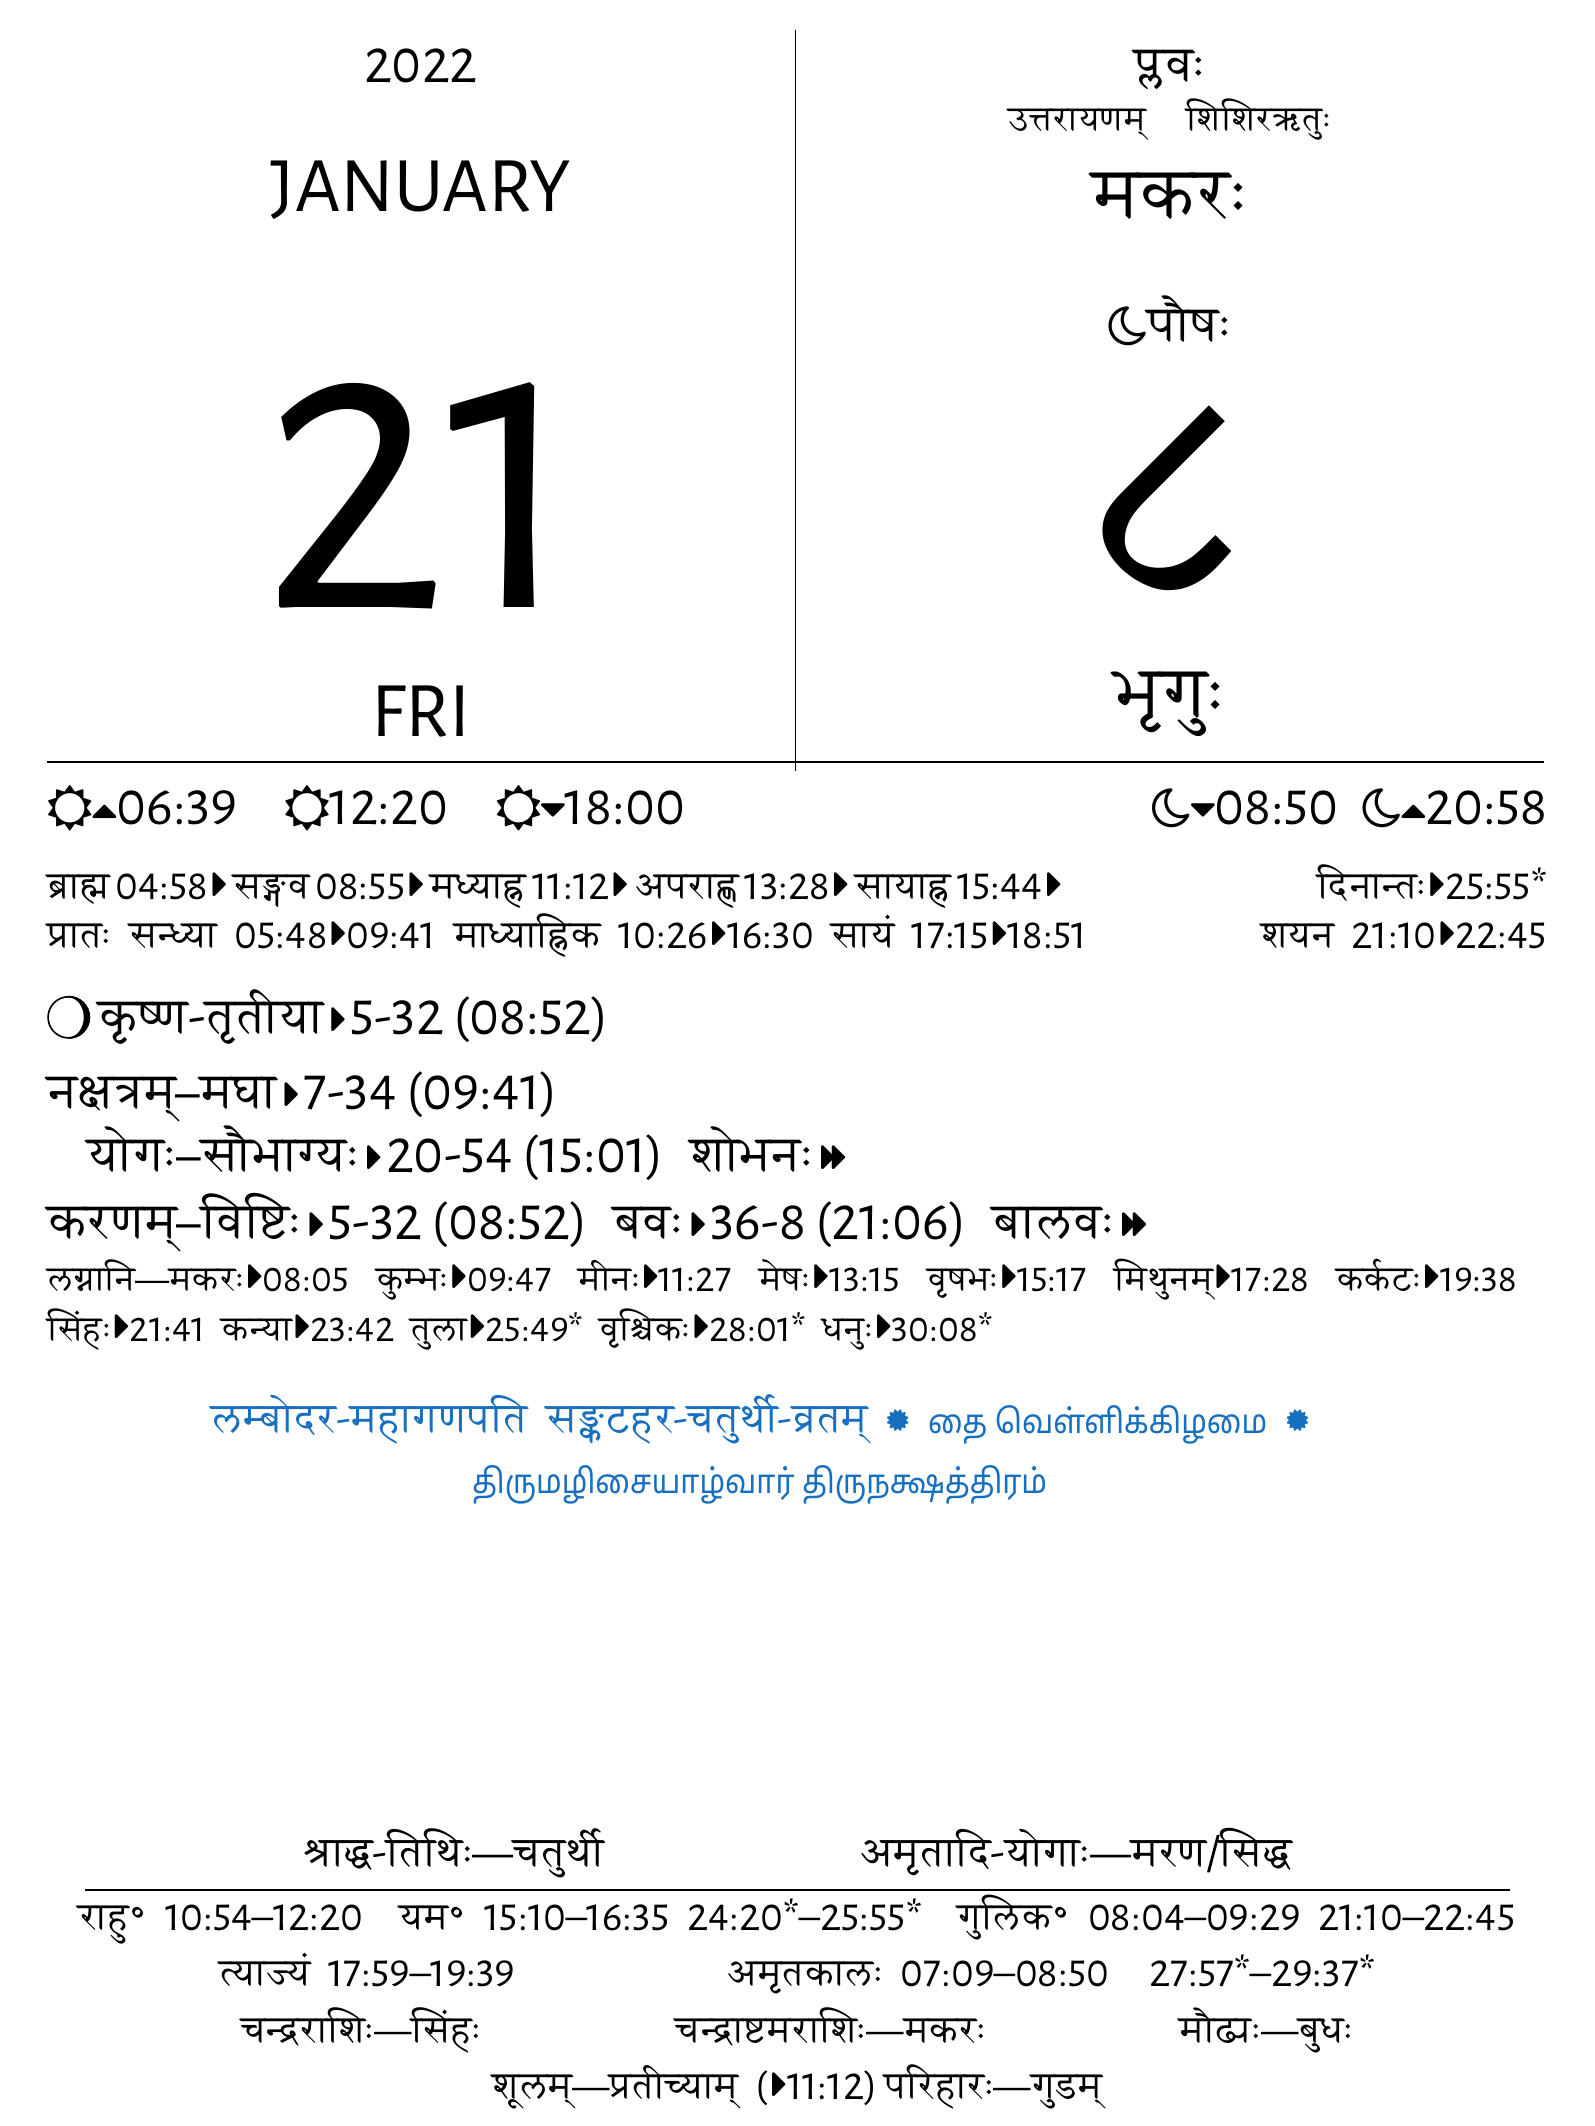 2022
JANUARY
21
FRI
प्लवः
उत्तरायणम् शिशिरऋतुः
मकरः
पौषः
८
भृगुः
06:39 12:20 18:00 08:50 20:58
ब्राह्म 04:58 सङ्गव 08:55 मध्याह्न 11:12 अपराह्ण 13:28 सायाह्न 15:44 दिनान्तः 25:55*
प्रातः सन्ध्या 05:48 09:41 माध्याह्निक 10:26 16:30 सायं 17:15 18:51 शयन 21:10 22:45
कृष्ण-तृतीया 5-32 (08:52)
नक्षत्रम्–मघा 7-34 (09:41)
योगः–सौभाग्यः 20-54 (15:01) शोभनः
करणम्–विष्टिः 5-32 (08:52) बवः 36-8 (21:06) बालवः
लग्नानि—मकरः 08:05 कुम्भः 09:47 मीनः 11:27 मेषः 13:15 वृषभः 15:17 मिथुनम् 17:28 कर्कटः 19:38
सिंहः 21:41 कन्या 23:42 तुला 25:49* वृश्चिकः 28:01* धनुः 30:08*
लम्बोदर-महागणपति सङ्कटहर-चतुर्थी-व्रतम् தை வெள்ளிக்கிழமை
திருமழிசையாழ்வார் திருநக்ஷத்திரம்
श्राद्ध-तिथिः—चतुर्थी अमृतादि-योगाः—मरण/सिद्ध
राहु॰ 10:54–12:20 यम॰ 15:10–16:35 24:20*–25:55* गुलिक॰ 08:04–09:29 21:10–22:45
त्याज्यं 17:59–19:39 अमृतकालः 07:09–08:50 27:57*–29:37*
चन्द्रराशिः—सिंहः चन्द्राष्टमराशिः—मकरः मौढ्यः—बुधः
शूलम्—प्रतीच्याम् (11:12) परिहारः—गुडम्